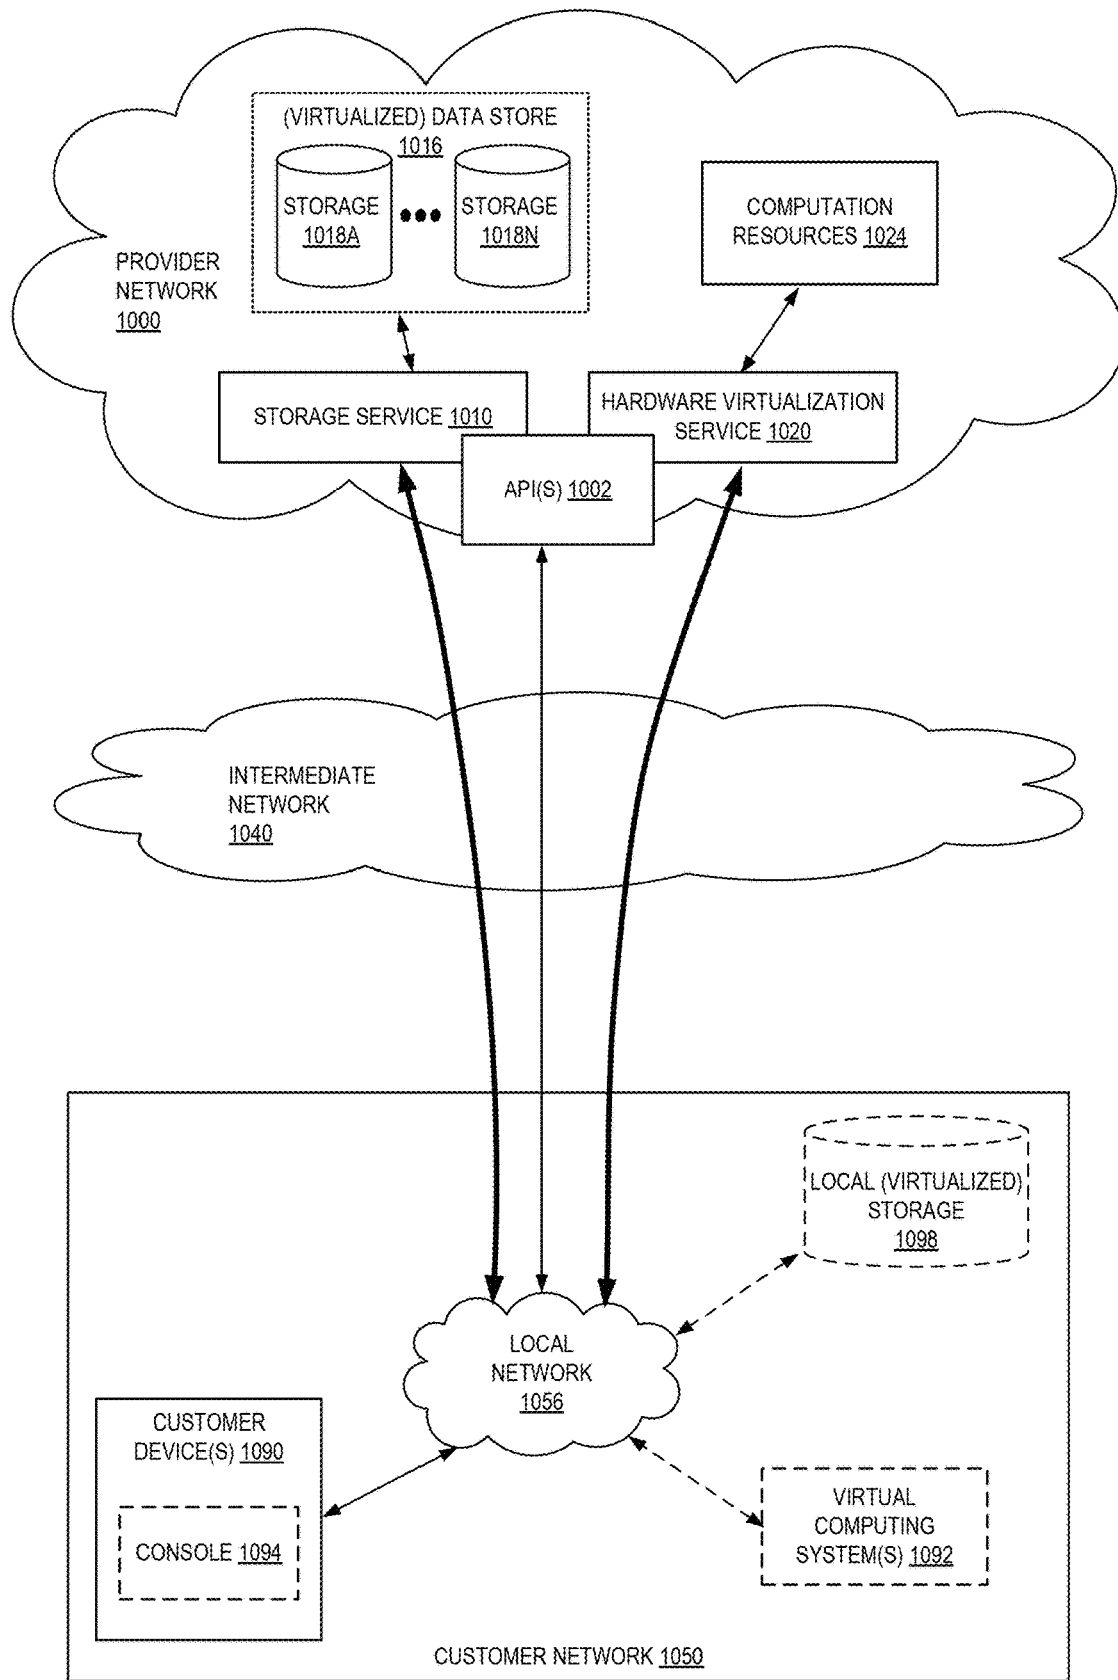 (VIRTUALIZED) DATA STORE
1016
STORAGE
1018A
STORAGE
1018N
COMPUTATION
RESOURCES 1024
PROVIDER
NETWORK
1000
STORAGE SERVICE 1010
HARDWARE VIRTUALIZATION
SERVICE 1020
API(S) 1002
INTERMEDIATE
NETWORK
1040
LOCAL (VIRTUALIZED)
STORAGE
1098
LOCAL
NETWORK
1056
CUSTOMER
DEVICE(S) 1090
CONSOLE 1094
VIRTUAL
COMPUTING
SYSTEM(S) 1092
CUSTOMER NETWORK 1050